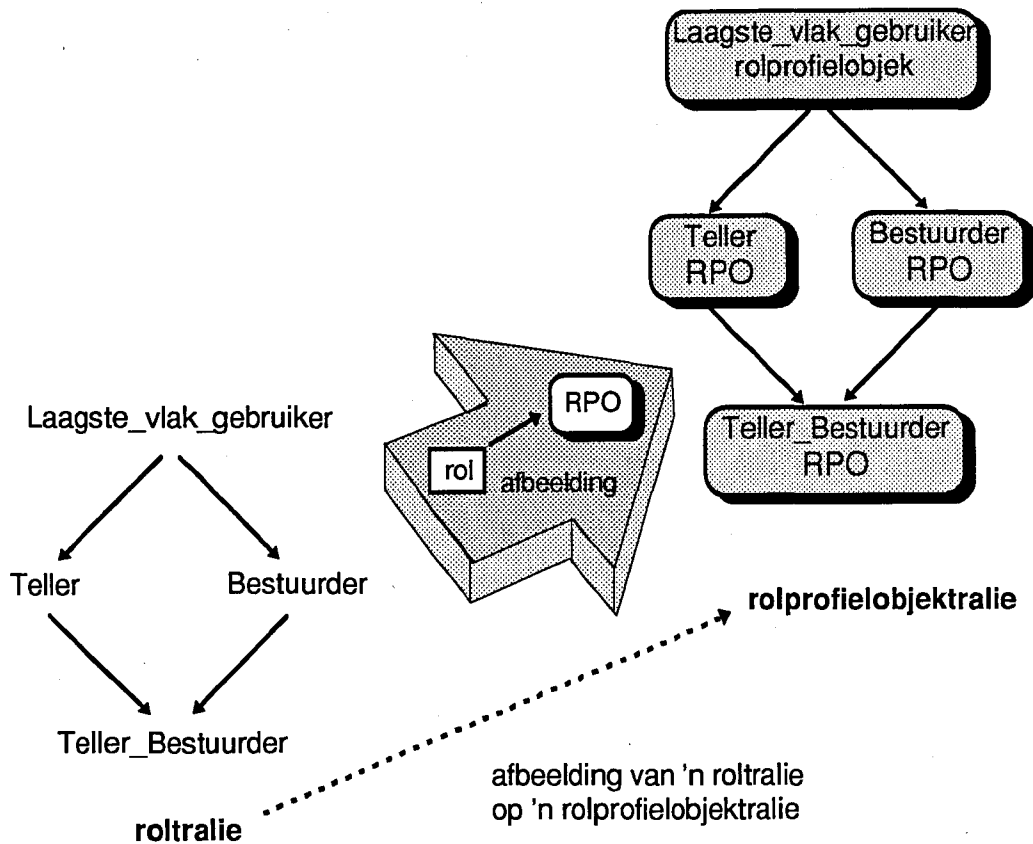 Laagste_vlak_gebruiker
rolprofielobjek
Teller
RPO
Bestuurder
RPO
Teller_Bestuurder
RPO
RPO
rol
afbeelding
Laagste_vlak_gebruiker
Teller
Bestuurder
Teller_Bestuurder
roltralie
rolprofielobjektralie
afbeelding van 'n roltralie
op 'n rolprofielobjektralie